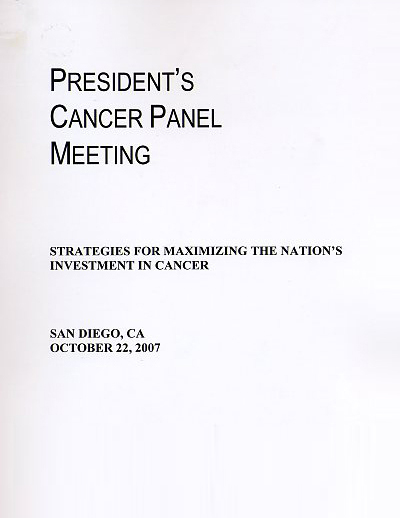 PRESIDENT'S
CANCER PANEL
MEETING
STRATEGIES FOR MAXIMIZING THE NATION'S
INVESTMENT IN CANCER
SAN DIEGO, CA
OCTOBER 22, 2007